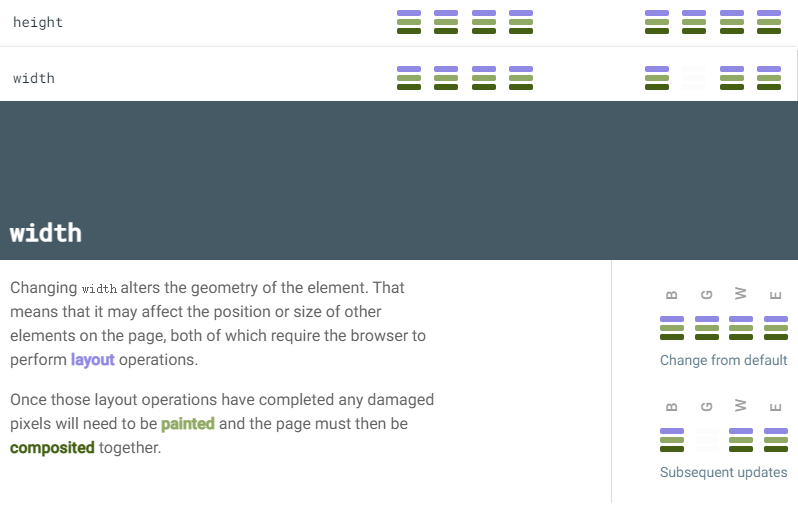 height
width
width
Changing width alters the geometry of the element. That
means that it may affect the position or size of other
elements on the page, both of which require the browser to
perform layout operations.
Once those layout operations have completed any damaged
pixels will need to be painted and the page must then be
composited together.
B G W E
Change from default
B G W E
Subsequent updates